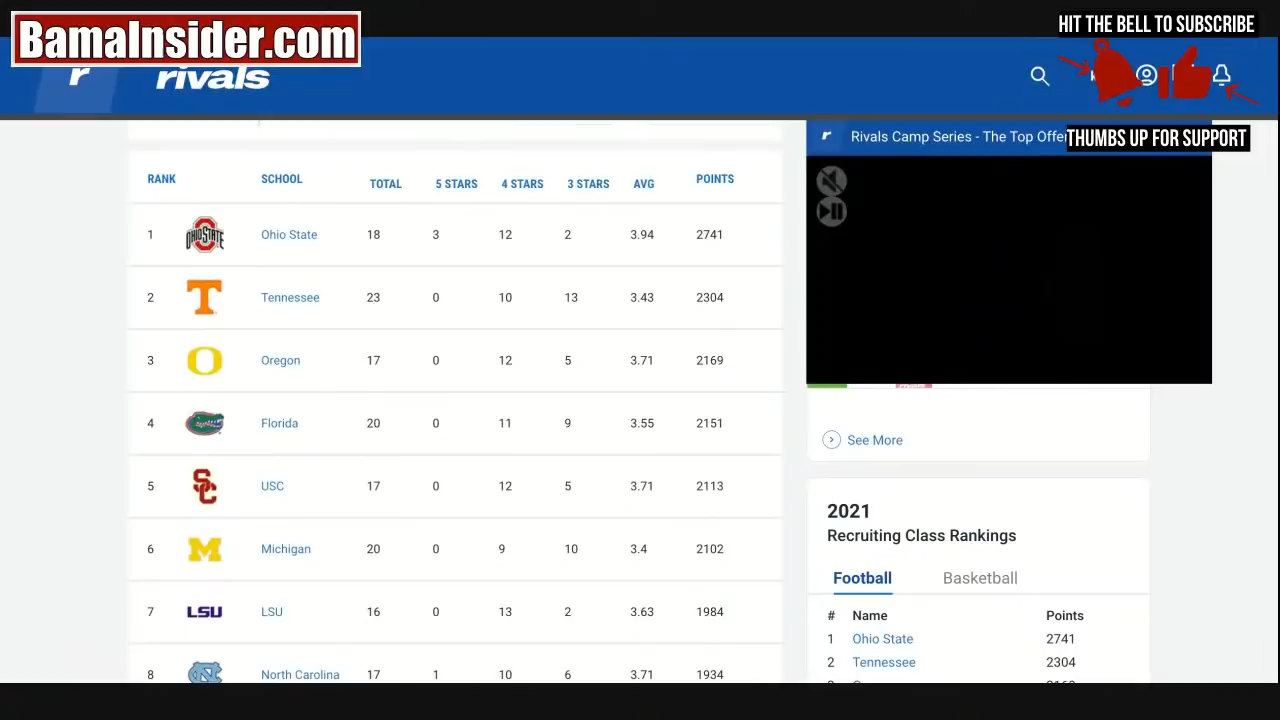 BamaInsider.com
HIT THE BELL TO SUBSCRIBE
r rivals
THUMBS UP FOR SUPPORT
r Rivals Camp Series - The Top Offe
RANK SCHOOL TOTAL 5 STARS 4 STARS 3 STARS AVG POINTS
1 OHIO STATE Ohio State 18 3 12 2 3.94 2741
2 T Tennessee 23 0 10 13 3.43 2304
3 O Oregon 17 0 12 5 3.71 2169
4 Florida 20 0 11 9 3.55 2151
5 SC USC 17 0 12 5 3.71 2113
6 M Michigan 20 0 9 10 3.4 2102
7 LSU LSU 16 0 13 2 3.63 1984
8 NC North Carolina 17 1 10 6 3.71 1934
See More
2021
Recruiting Class Rankings
Football Basketball
# Name Points
1 Ohio State 2741
2 Tennessee 2304